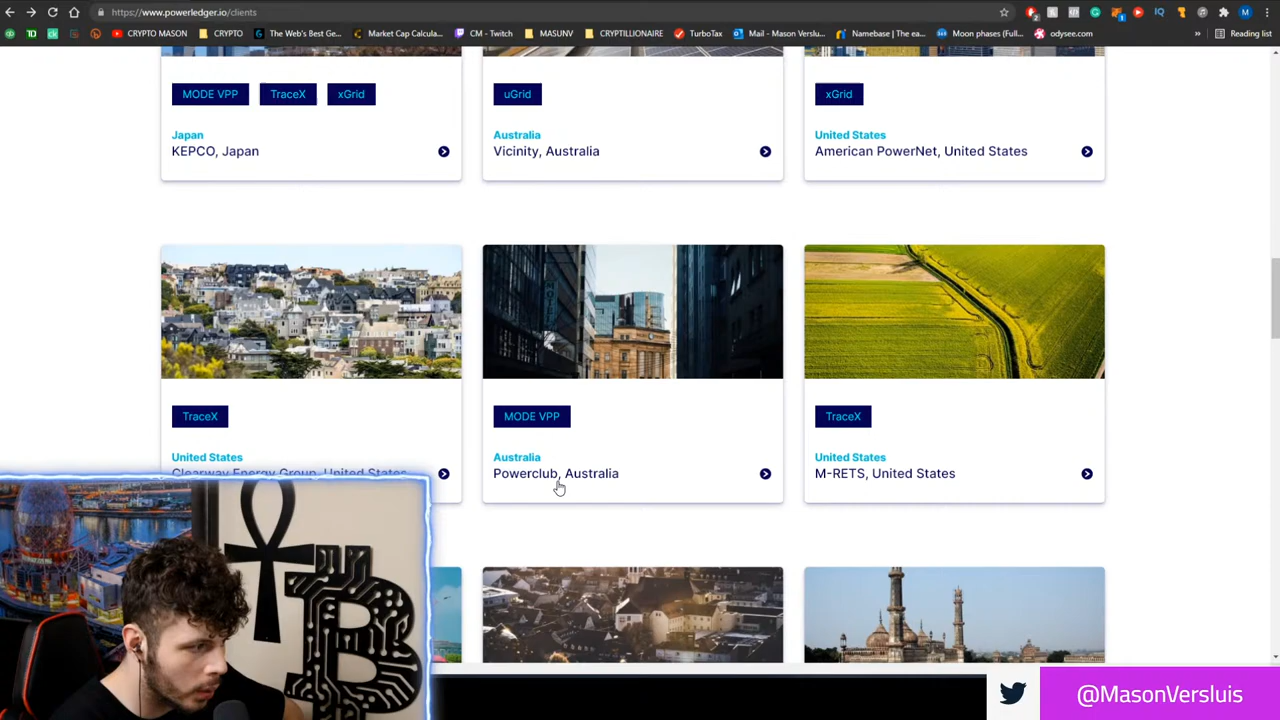 https://www.powerledger.io/clients
CRYPTO MASON
CRYPTO
The Web's Best Ge...
Market Cap Calcula...
CM - Twitch
MASUNV
CRYPTILLIONAIRE
TurboTax
Mail - Mason Verslu...
Namebase | The ea...
Moon phases (Full...
odysee.com
»
Reading list
MODE VPP TraceX xGrid
Japan
KEPCO, Japan
uGrid
Australia
Vicinity, Australia
xGrid
United States
American PowerNet, United States
TraceX
United States
Clearway Energy Group, United States
MODE VPP
Australia
Powerclub, Australia
TraceX
United States
M-RETS, United States
@MasonVersluis